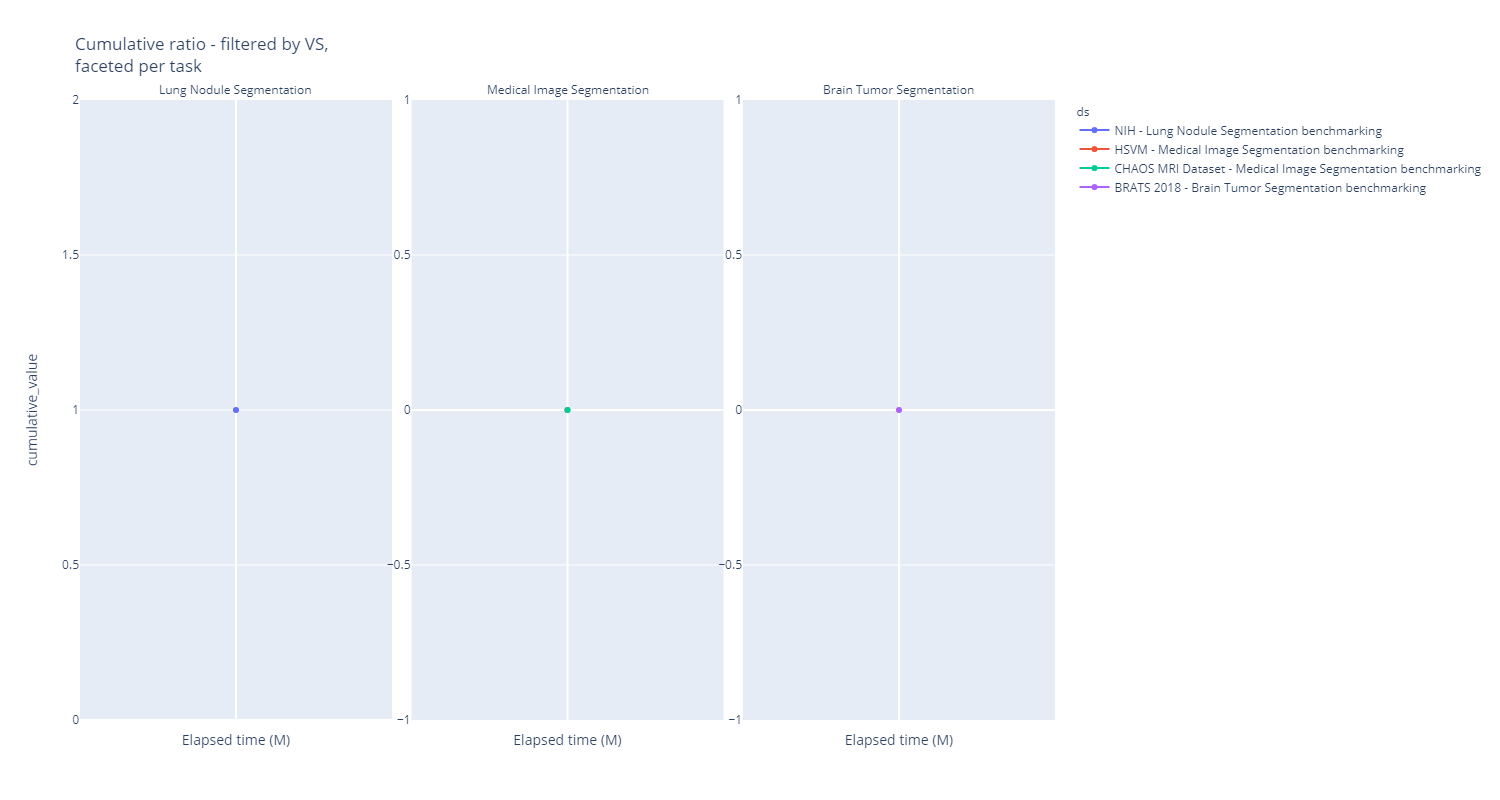 Cumulative ratio - filtered by VS,
faceted per task
Lung Nodule Segmentation
Medical Image Segmentation
Brain Tumor Segmentation
2
1.5
1
0.5
0
1
0.5
0
−0.5
−1
1
0.5
0
−0.5
−1
cumulative_value
Elapsed time (M)
Elapsed time (M)
Elapsed time (M)
ds
NIH - Lung Nodule Segmentation benchmarking
HSVM - Medical Image Segmentation benchmarking
CHAOS MRI Dataset - Medical Image Segmentation benchmarking
BRATS 2018 - Brain Tumor Segmentation benchmarking